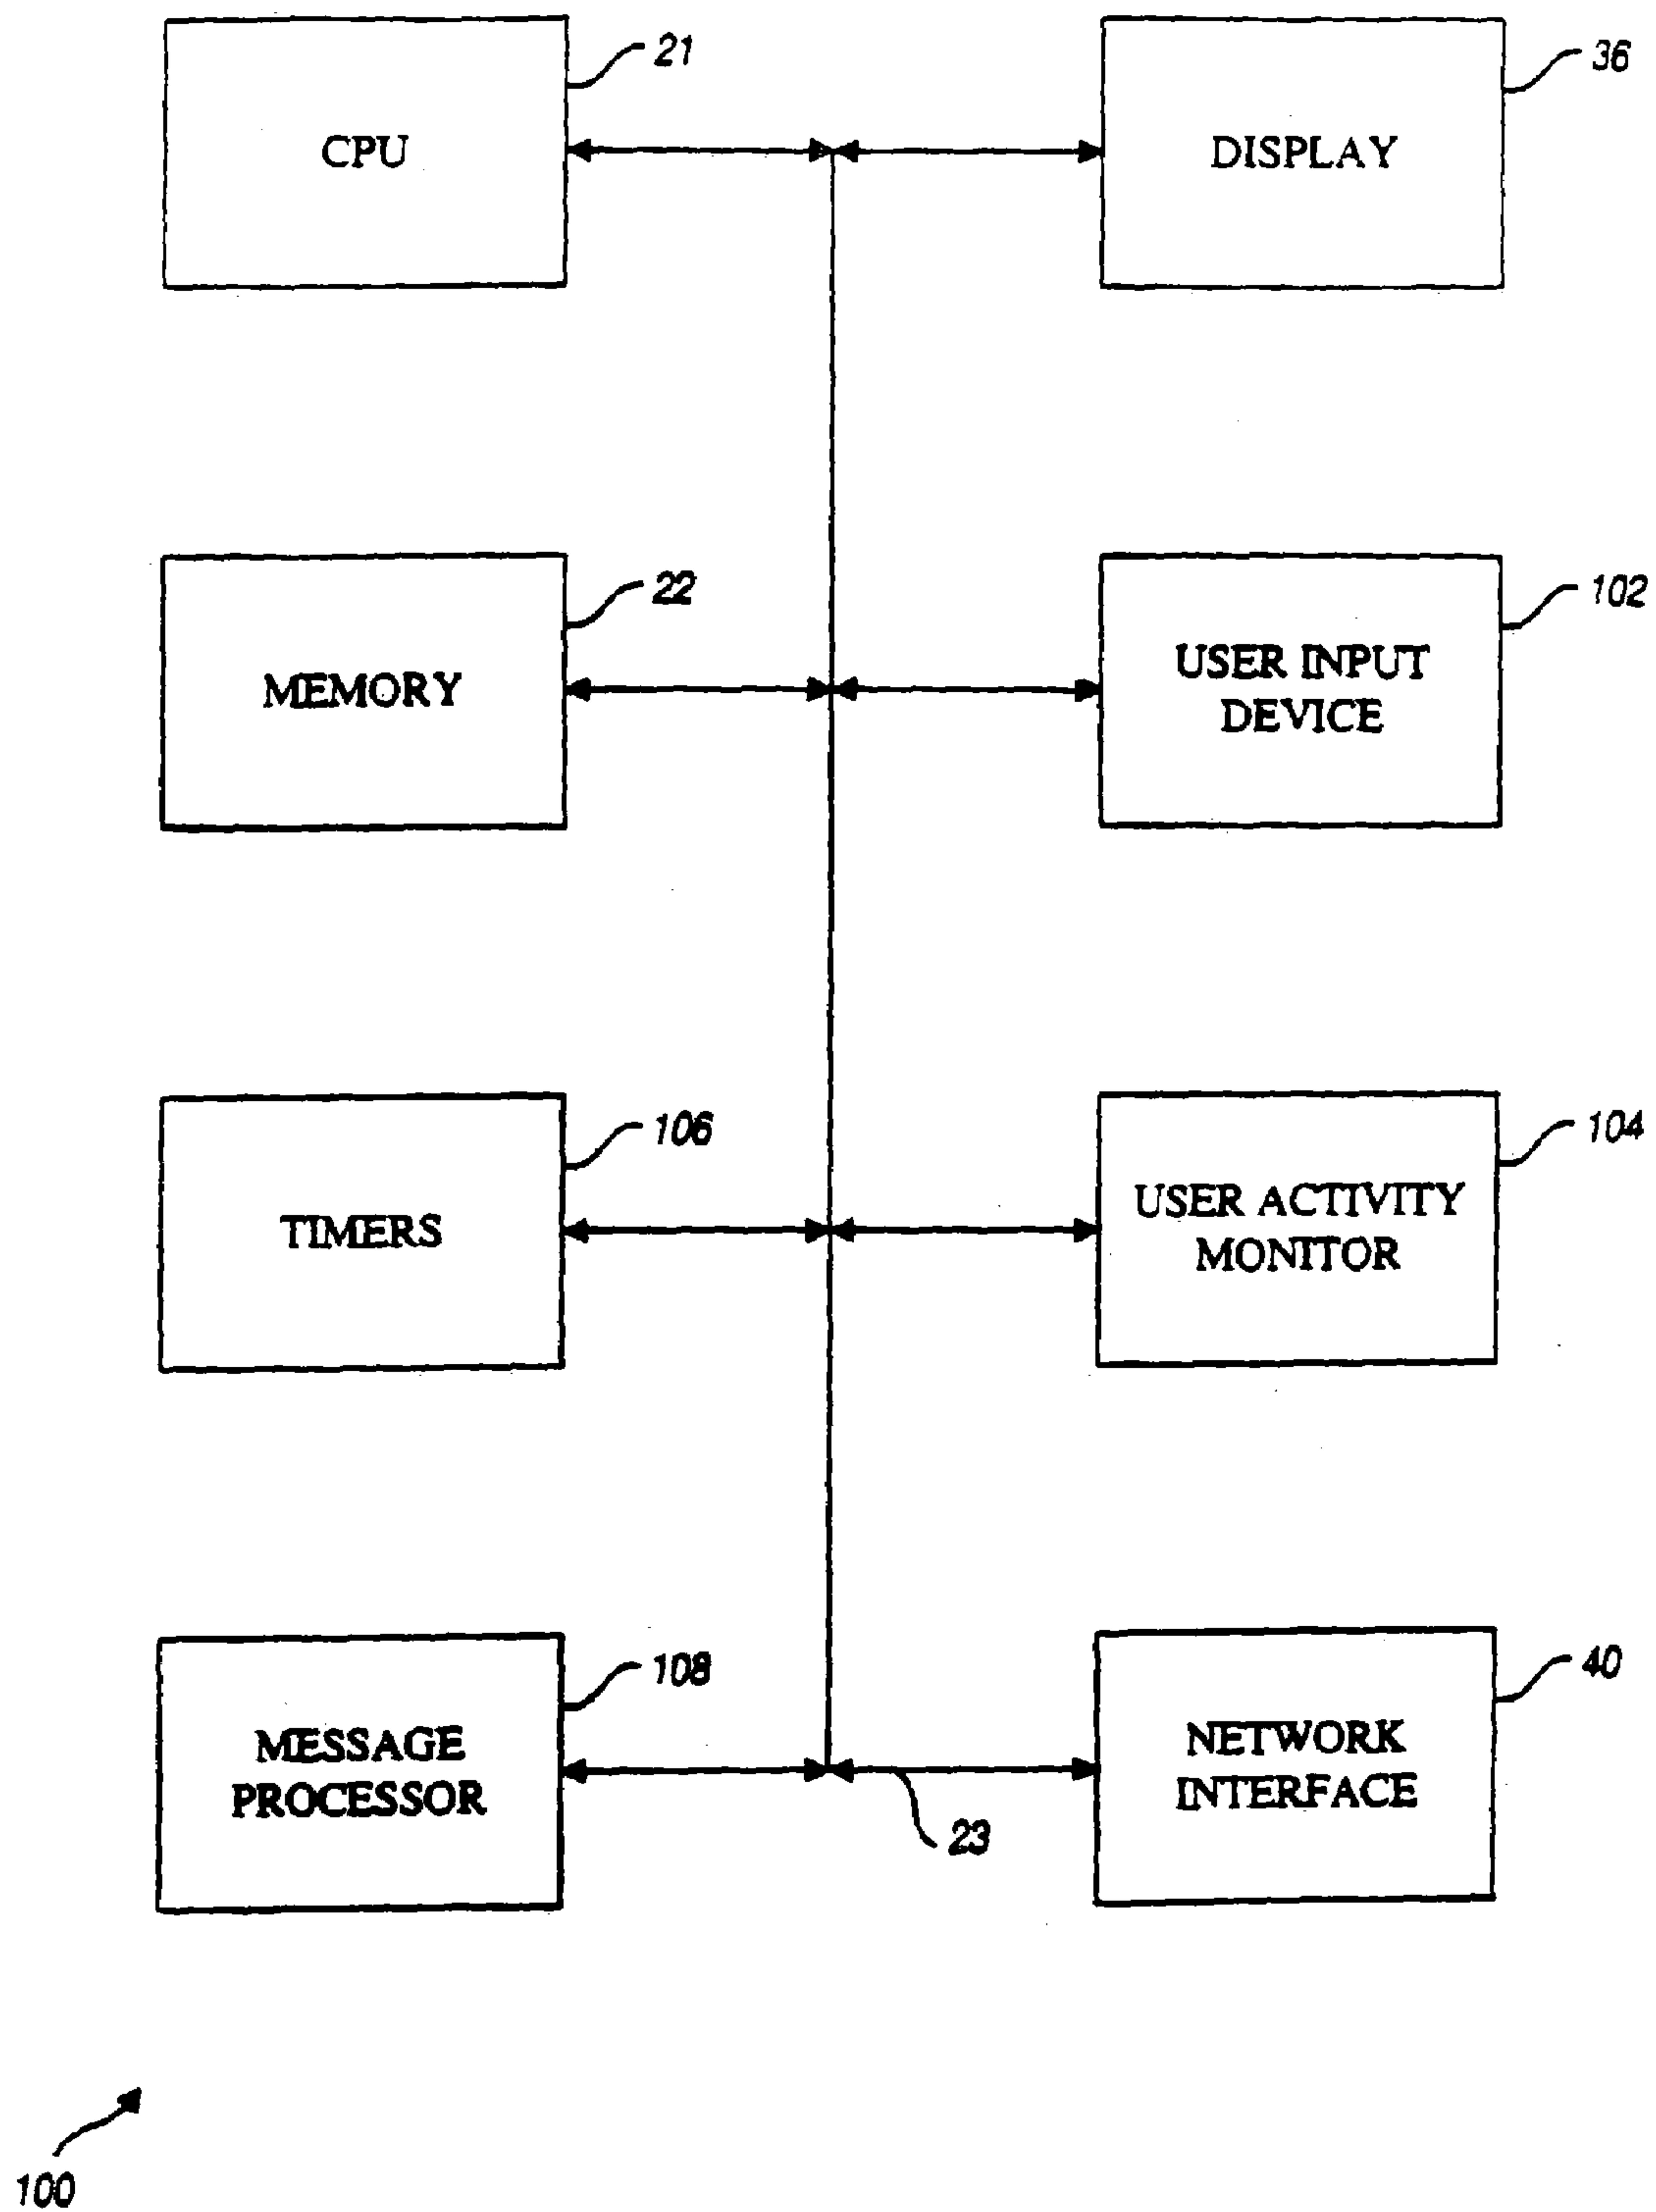 21
CPU
36
DISPLAY
22
MEMORY
102
USER INPUT
DEVICE
106
TIMERS
104
USER ACTIVITY
MONITOR
108
MESSAGE
PROCESSOR
40
NETWORK
INTERFACE
23
100